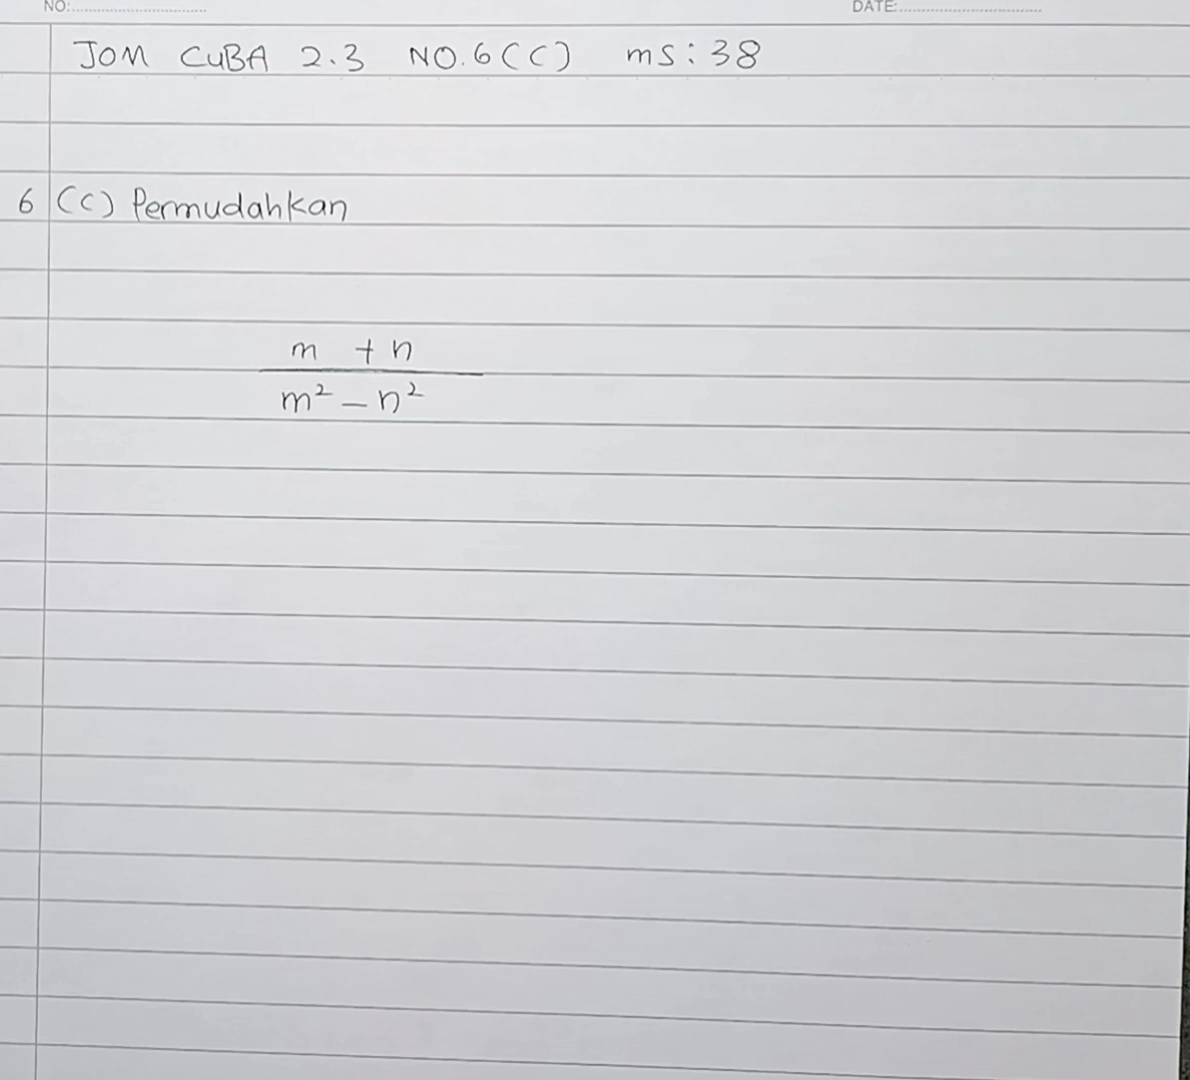 NO:
DATE:
JOM CUBA 2.3 NO.6(C) ms:38
6 (C) Permudahkan
m + n
m² - n²